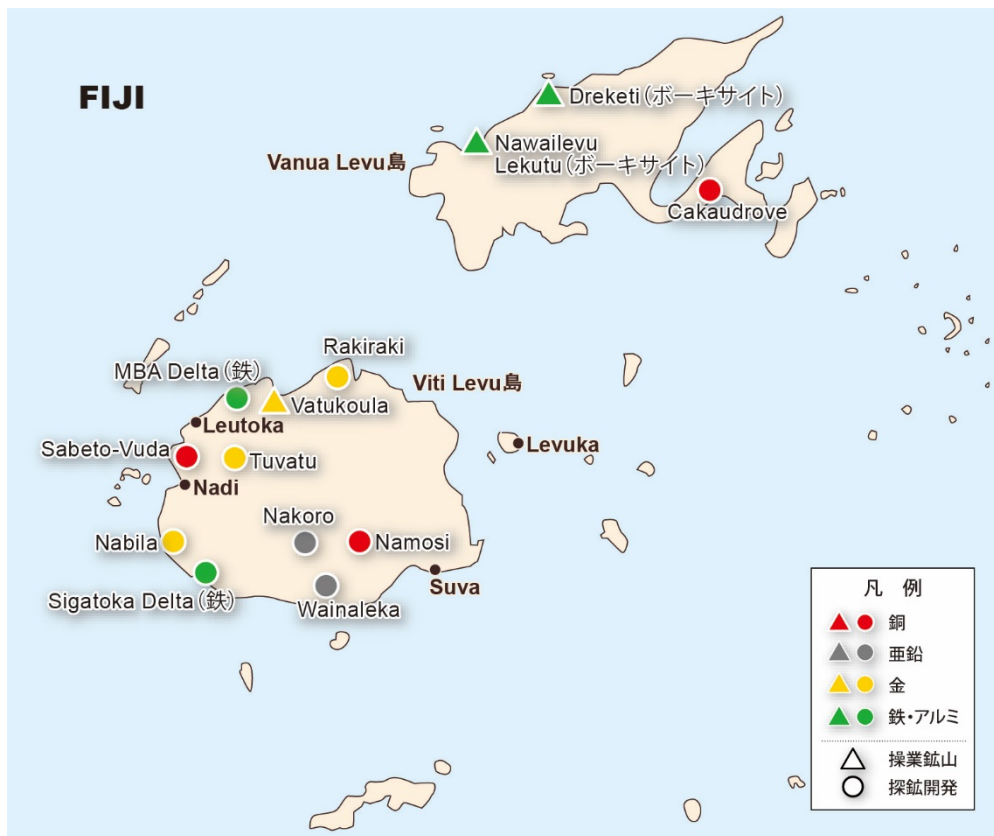 FIJI
Dreketi(ボーキサイト)
Nawailevu
Lekutu(ボーキサイト)
Vanua Levu島
Cakaudrove
Rakiraki
MBA Delta(鉄)
Viti Levu島
Vatukoula
Leutoka
Sabeto-Vuda
Tuvatu
Levuka
Nadi
Nakoro
Nabila
Namosi
Sigatoka Delta(鉄)
Wainaleka
Suva
凡 例
銅
亜鉛
金
鉄・アルミ
操業鉱山
探鉱開発